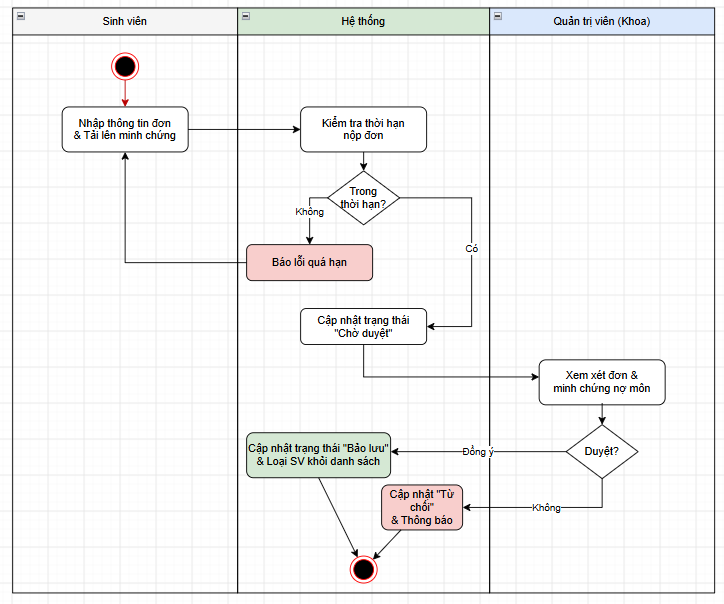 Sinh viên
Hệ thống
Quản trị viên (Khoa)
Nhập thông tin đơn
& Tải lên minh chứng
Kiểm tra thời hạn
nộp đơn
Trong
thời hạn?
Không
Có
Báo lỗi quá hạn
Cập nhật trạng thái
"Chờ duyệt"
Xem xét đơn &
minh chứng nợ môn
Duyệt?
Đồng ý
Cập nhật trạng thái "Bảo lưu"
& Loại SV khỏi danh sách
Không
Cập nhật "Từ
chối"
& Thông báo